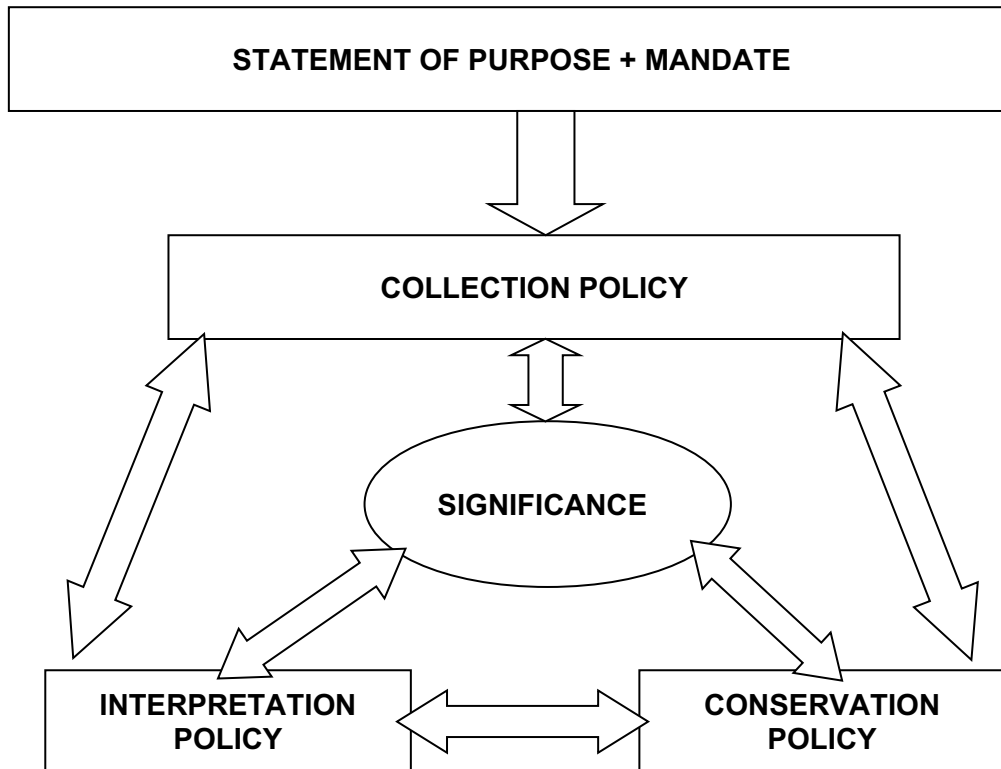 STATEMENT OF PURPOSE + MANDATE
COLLECTION POLICY
SIGNIFICANCE
INTERPRETATION
POLICY
CONSERVATION
POLICY